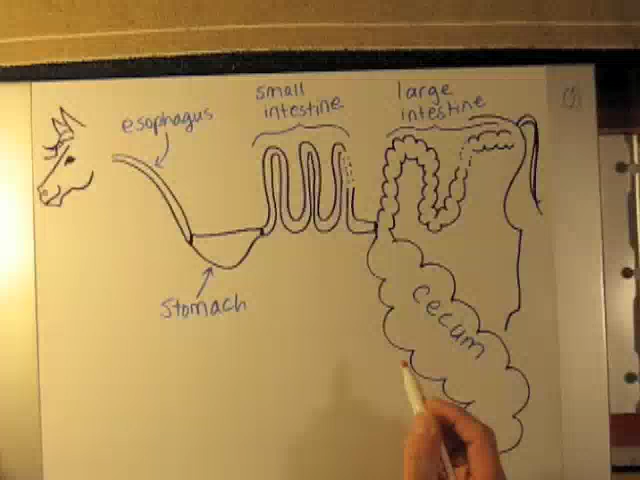 esophagus
small
intestine
large
intestine
stomach
cecum